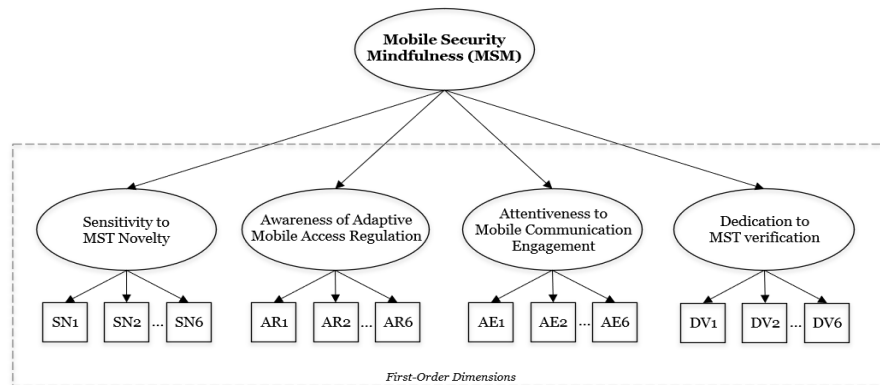 Mobile Security
Mindfulness (MSM)
Sensitivity to
MST Novelty
Awareness of Adaptive
Mobile Access Regulation
Attentiveness to
Mobile Communication
Engagement
Dedication to
MST verification
SN1 SN2 ... SN6
AR1 AR2 ... AR6
AE1 AE2 ... AE6
DV1 DV2 ... DV6
First-Order Dimensions